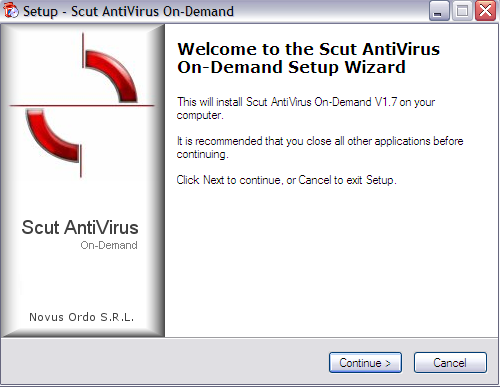 Setup - Scut AntiVirus On-Demand
Welcome to the Scut AntiVirus
On-Demand Setup Wizard
This will install Scut AntiVirus On-Demand V1.7 on your
computer.
It is recommended that you close all other applications before
continuing.
Click Next to continue, or Cancel to exit Setup.
Scut AntiVirus
On-Demand
Novus Ordo S.R.L.
Continue >
Cancel